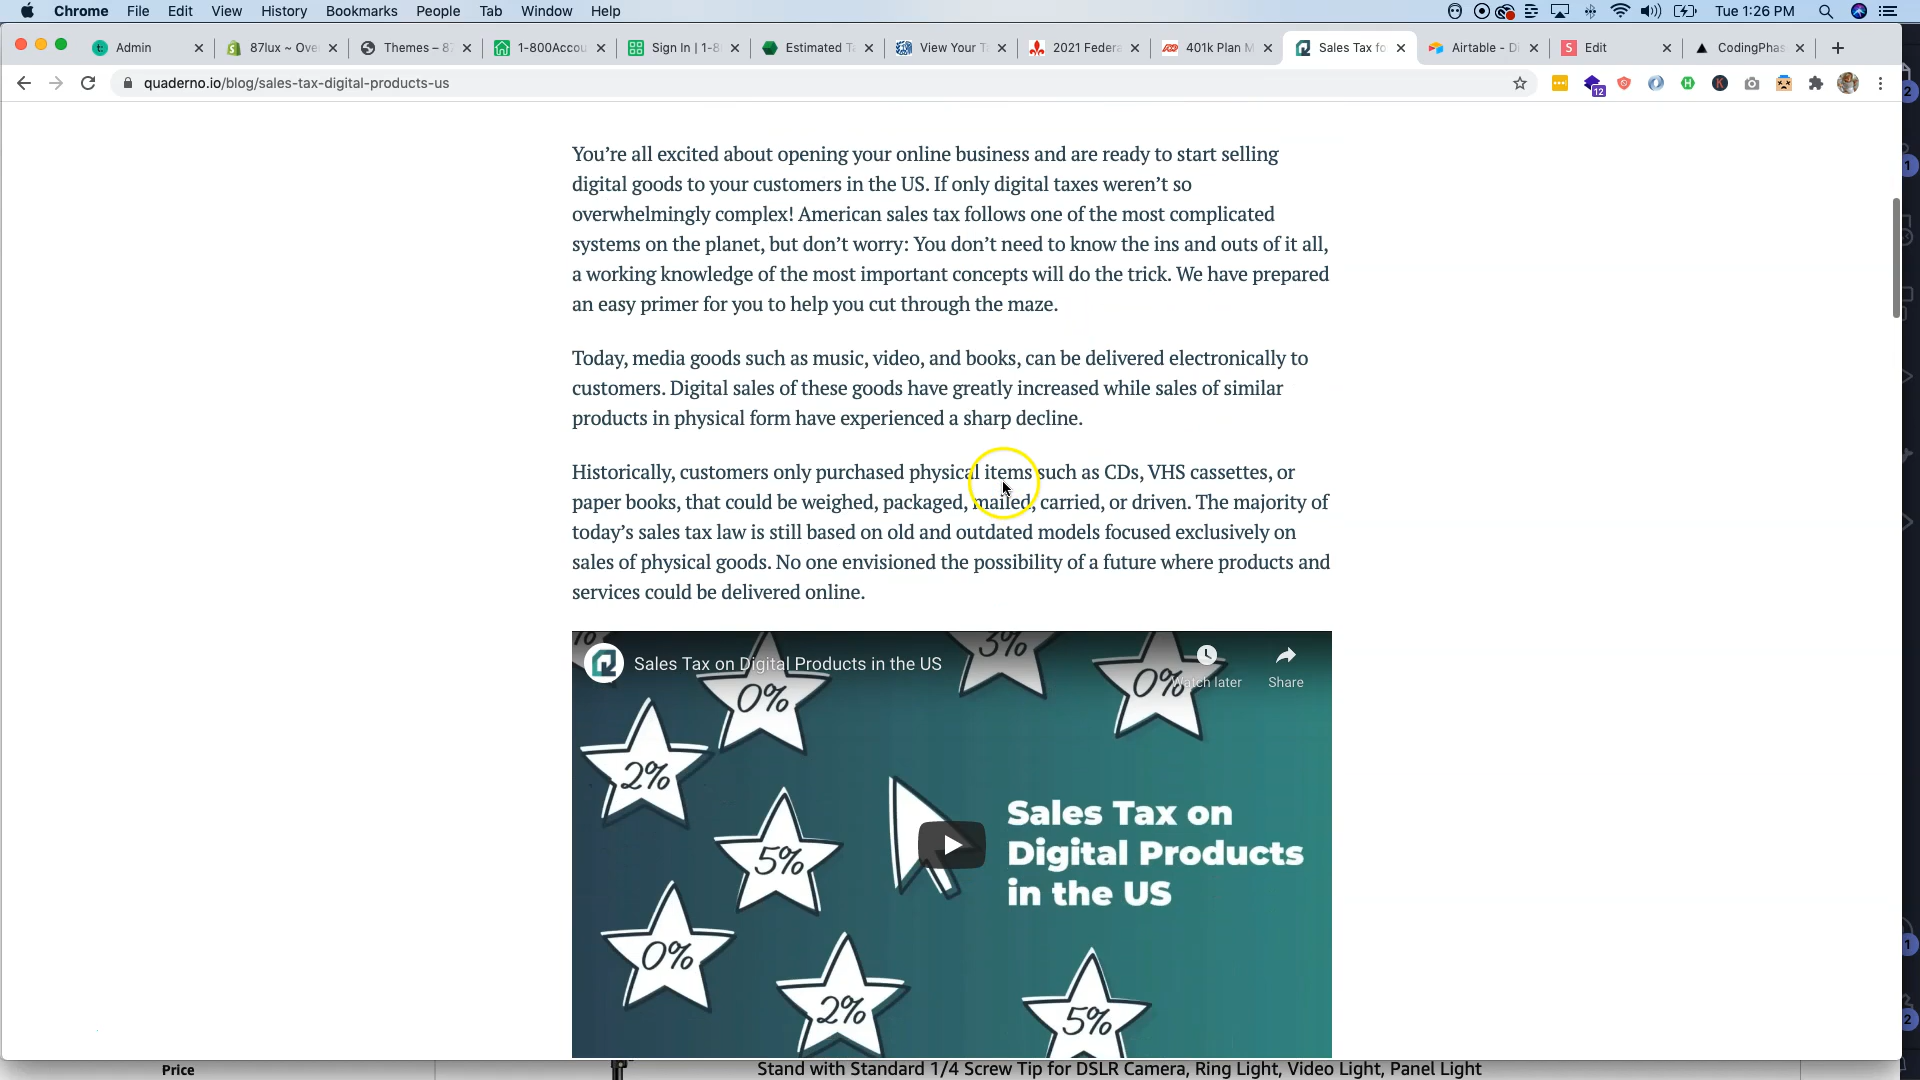 Chrome File Edit View History Bookmarks People Tab Window Help Tue 1:26 PM
Admin 87lux ~ Ove Themes – 8 1-800Accou Sign In | 1-8 Estimated T View Your T 2021 Federa 401k Plan M Sales Tax fo Airtable - D Edit CodingPhas
quaderno.io/blog/sales-tax-digital-products-us 12
You’re all excited about opening your online business and are ready to start selling
digital goods to your customers in the US. If only digital taxes weren’t so
overwhelmingly complex! American sales tax follows one of the most complicated
systems on the planet, but don’t worry: You don’t need to know the ins and outs of it all,
a working knowledge of the most important concepts will do the trick. We have prepared
an easy primer for you to help you cut through the maze.
Today, media goods such as music, video, and books, can be delivered electronically to
customers. Digital sales of these goods have greatly increased while sales of similar
products in physical form have experienced a sharp decline.
Historically, customers only purchased physical items such as CDs, VHS cassettes, or
paper books, that could be weighed, packaged, mailed, carried, or driven. The majority of
today’s sales tax law is still based on old and outdated models focused exclusively on
sales of physical goods. No one envisioned the possibility of a future where products and
services could be delivered online.
Sales Tax on Digital Products in the US
Watch later Share
3%
0% 0%
2%
5%
Sales Tax on
Digital Products
in the US
0%
2% 5%
Price
Stand with Standard 1/4 Screw Tip for DSLR Camera, Ring Light, Video Light, Panel Light